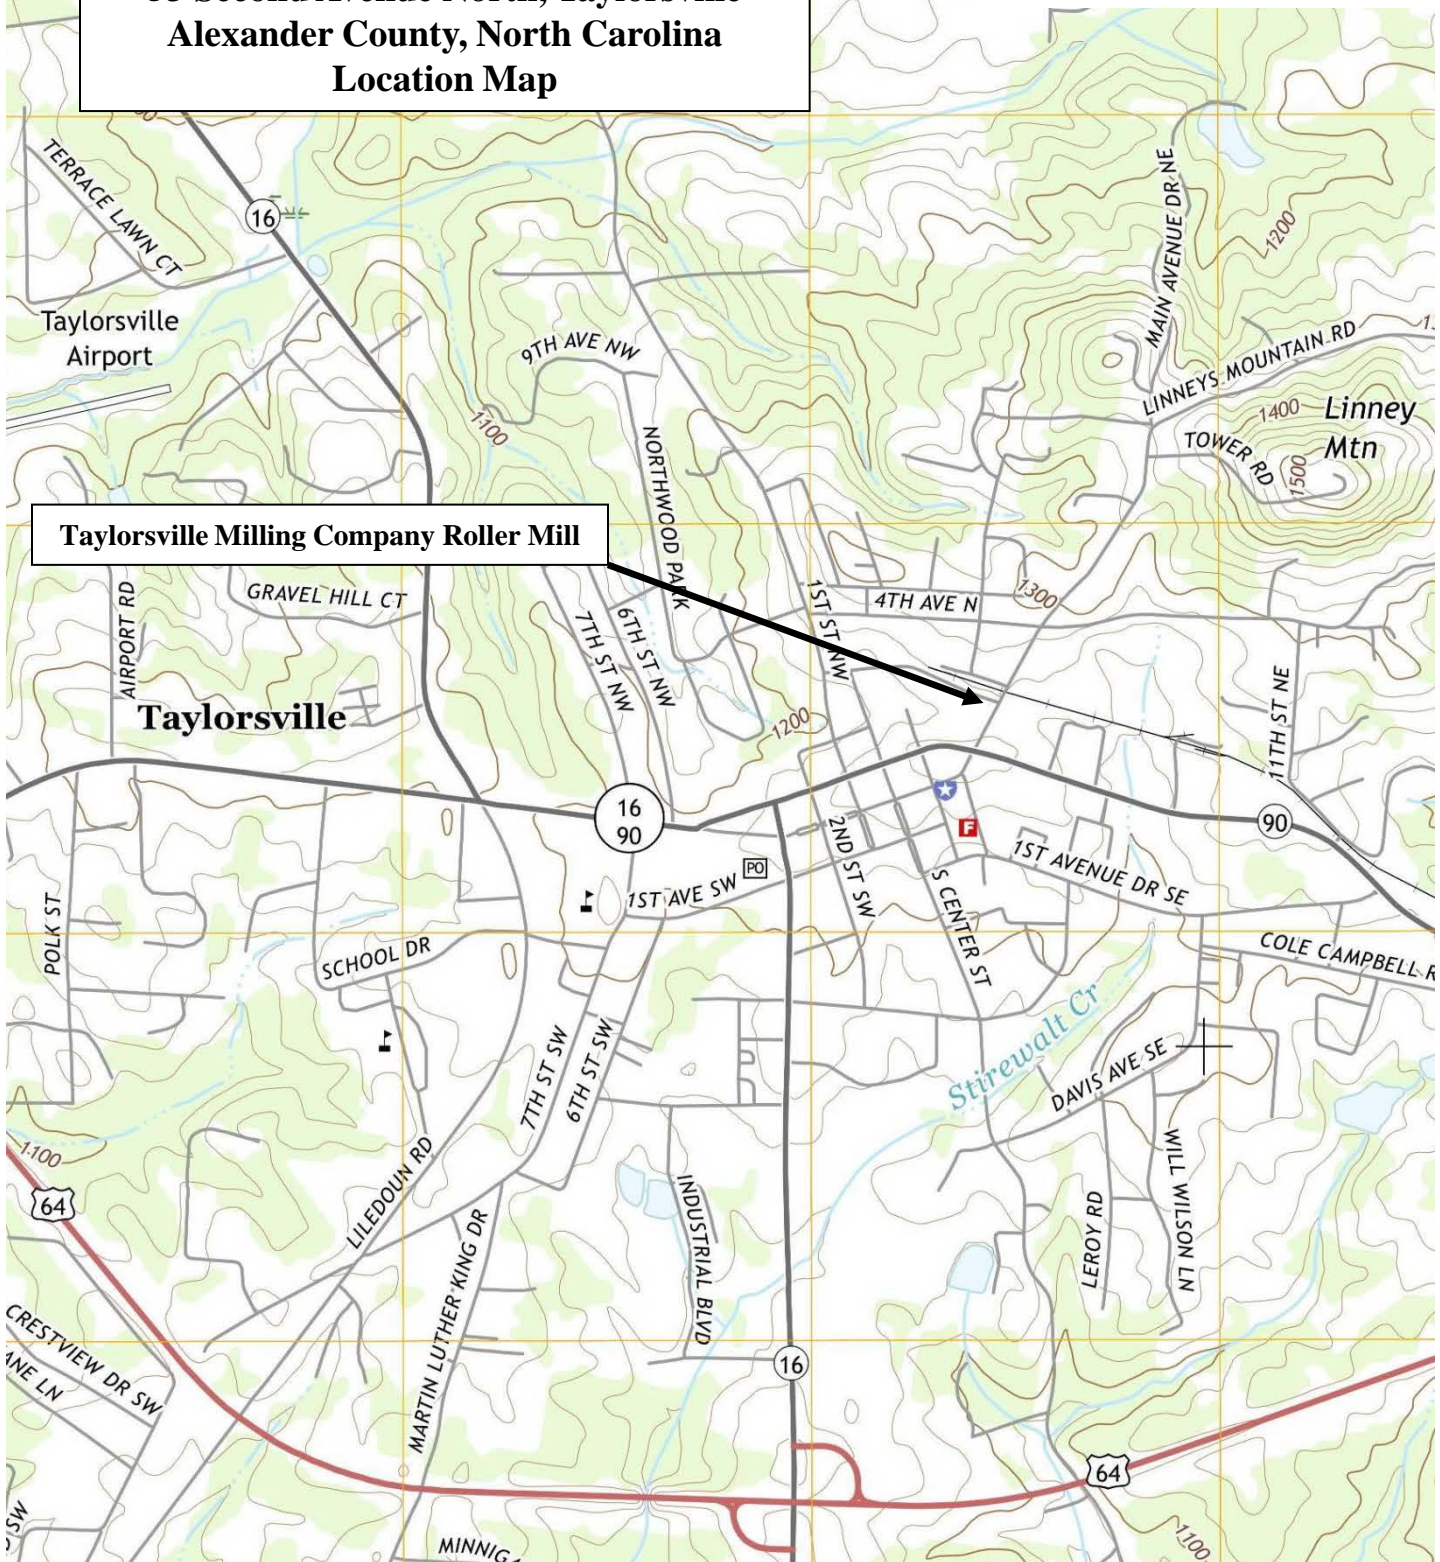 Alexander County, North Carolina
Location Map
TERRACE LAWN CT
16
MAIN AVENUE DR NE
1200
Taylorsville
Airport
9TH AVE NW
LINNEYS MOUNTAIN RD
1400
Linney
Mtn
1100
NORTHWOOD PARK
TOWER RD
1500
Taylorsville Milling Company Roller Mill
AIRPORT RD
GRAVEL HILL CT
7TH ST NW
6TH ST NW
1ST ST NW
4TH AVE N
1300
Taylorsville
1200
11TH ST NE
16
90
90
2ND ST SW
F
1ST AVENUE DR SE
PO
1ST AVE SW
S CENTER ST
POLK ST
SCHOOL DR
COLE CAMPBELL R
Stirewalt Cr
7TH ST SW
6TH ST SW
DAVIS AVE SE
1100
64
LILEDOUN RD
MARTIN LUTHER KING DR
INDUSTRIAL BLVD
LEROY RD
WILL WILSON LN
CRESTVIEW DR SW
ANE LN
16
64
SW
MINNIG
1100